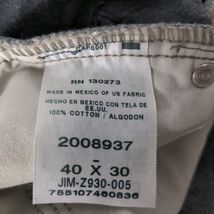 RN 130273
MADE IN MEXICO OF US FABRIC
HECHO EN MEXICO CON TELA DE
EE.UU.
100% COTTON / ALGODON
2008937
40 X 30
JIM-Z930-005
755107460836